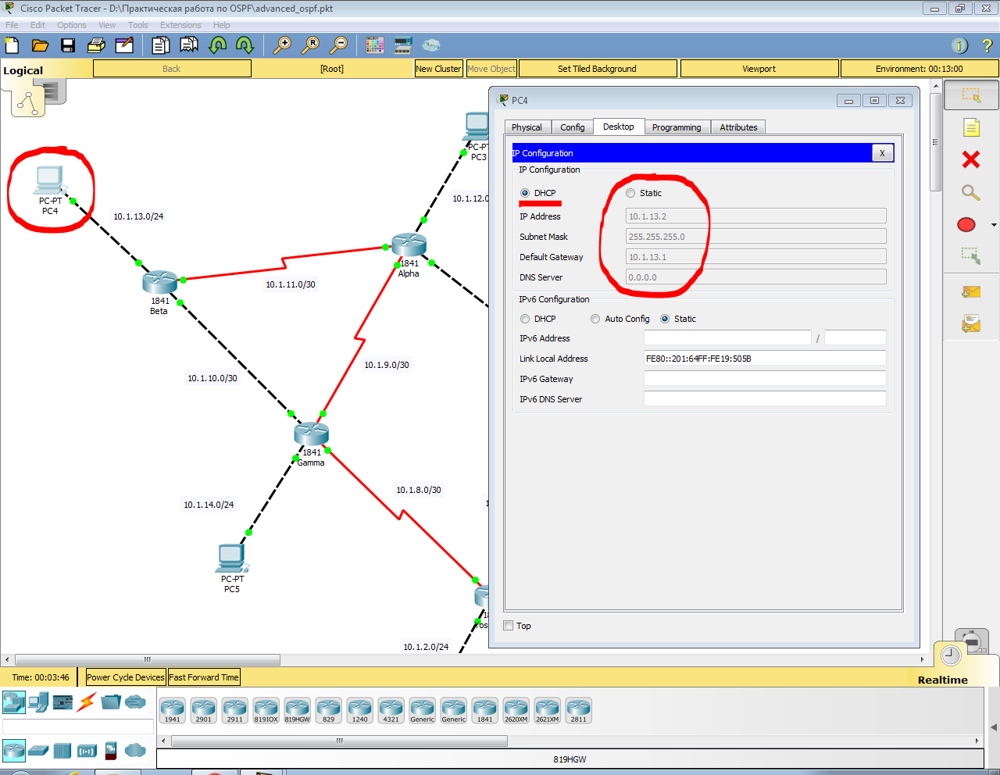 Cisco Packet Tracer - D:\Практическая работа по OSPF\advanced_ospf.pkt
File Edit Options View Tools Extensions Help
Logical
Back
[Root]
New Cluster
Move Object
Set Tiled Background
Viewport
Environment: 00:13:00
PC-PT
PC4
10.1.13.0/24
1841
Beta
10.1.11.0/30
PC3
10.1.12.0
1841
Alpha
10.1.9.0/30
10.1.10.0/30
1841
Gamma
10.1.8.0/30
10.1.14.0/24
PC-PT
PC5
10.1.2.0/24
PC4
Physical
Config
Desktop
Programming
Attributes
IP Configuration
X
IP Configuration
DHCP
Static
IP Address
10.1.13.2
Subnet Mask
255.255.255.0
Default Gateway
10.1.13.1
DNS Server
0.0.0.0
IPv6 Configuration
DHCP
Auto Config
Static
IPv6 Address
/
Link Local Address
FE80::201:64FF:FE19:505B
IPv6 Gateway
IPv6 DNS Server
Top
Time: 00:03:46
Power Cycle Devices
Fast Forward Time
Realtime
1941
2901
2911
819IOX
819HGW
829
1240
4321
Generic
Generic
1841
2620XM
2621XM
2811
819HGW